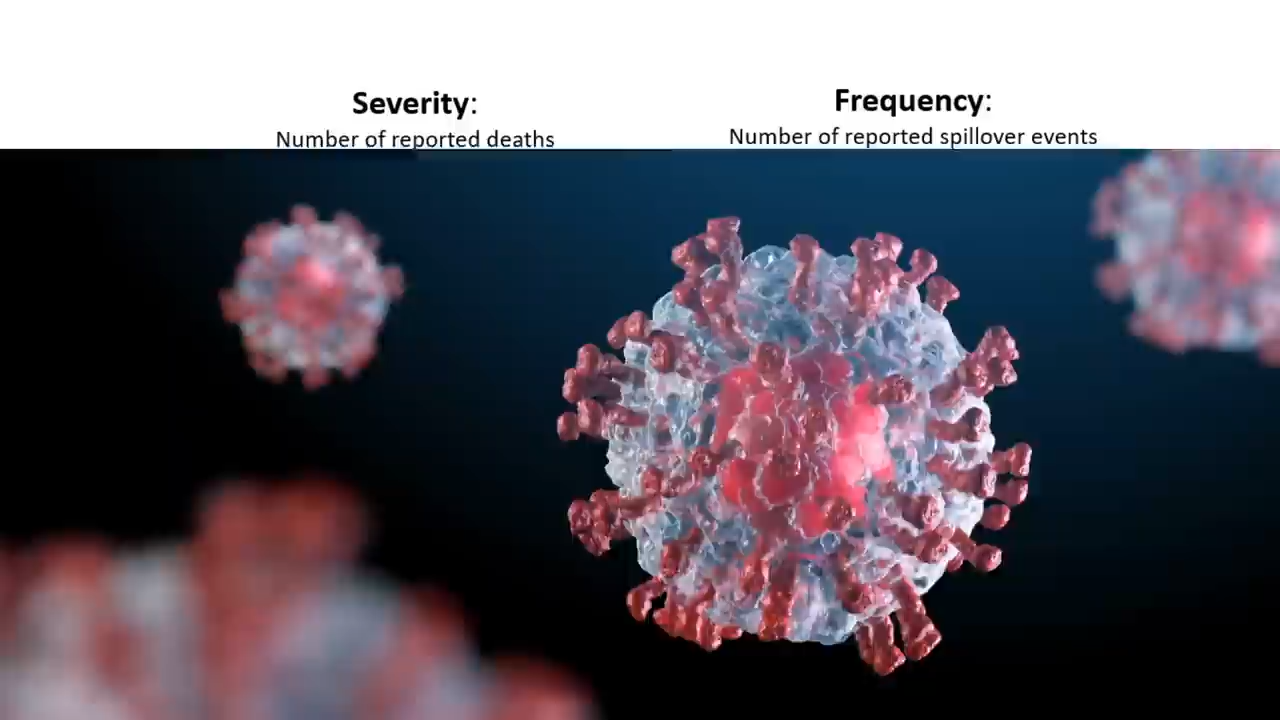 Severity:
Number of reported deaths
Frequency:
Number of reported spillover events